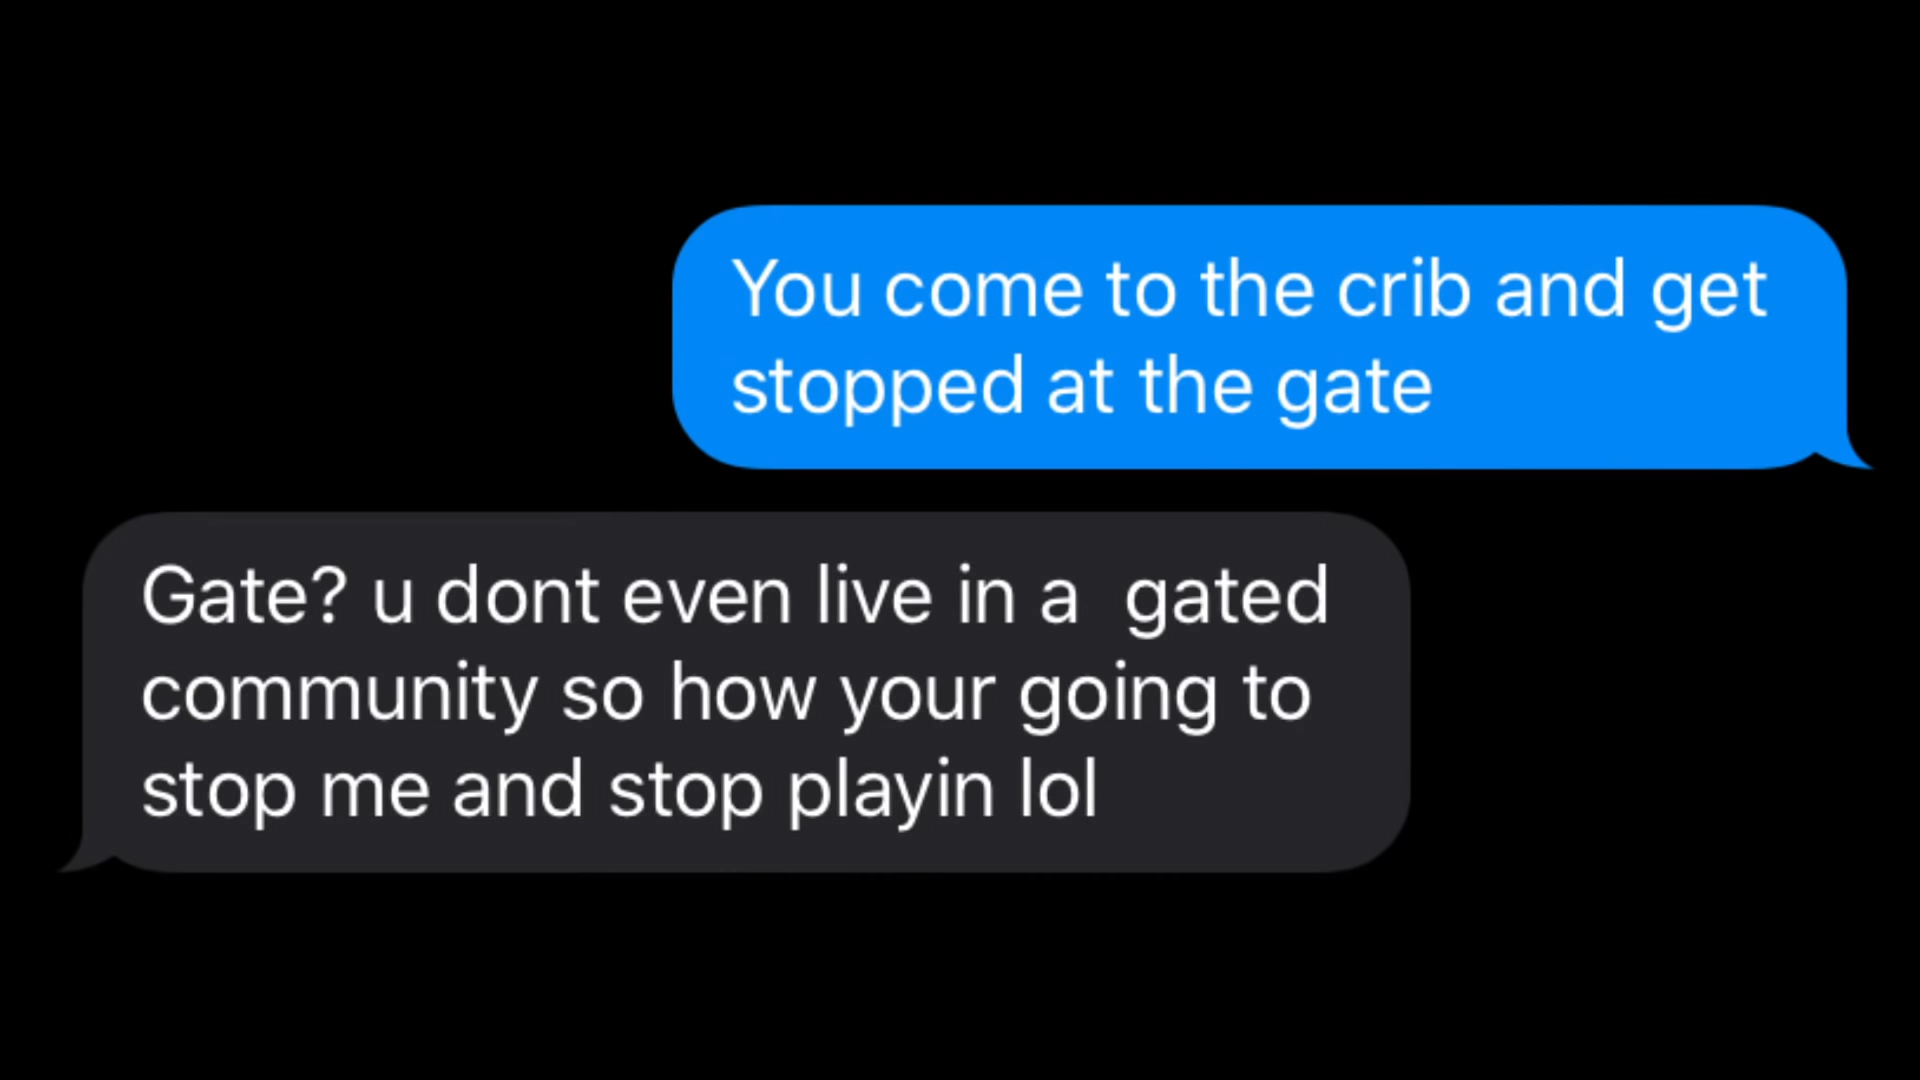 You come to the crib and get
stopped at the gate
Gate? u dont even live in a  gated
community so how your going to
stop me and stop playin lol